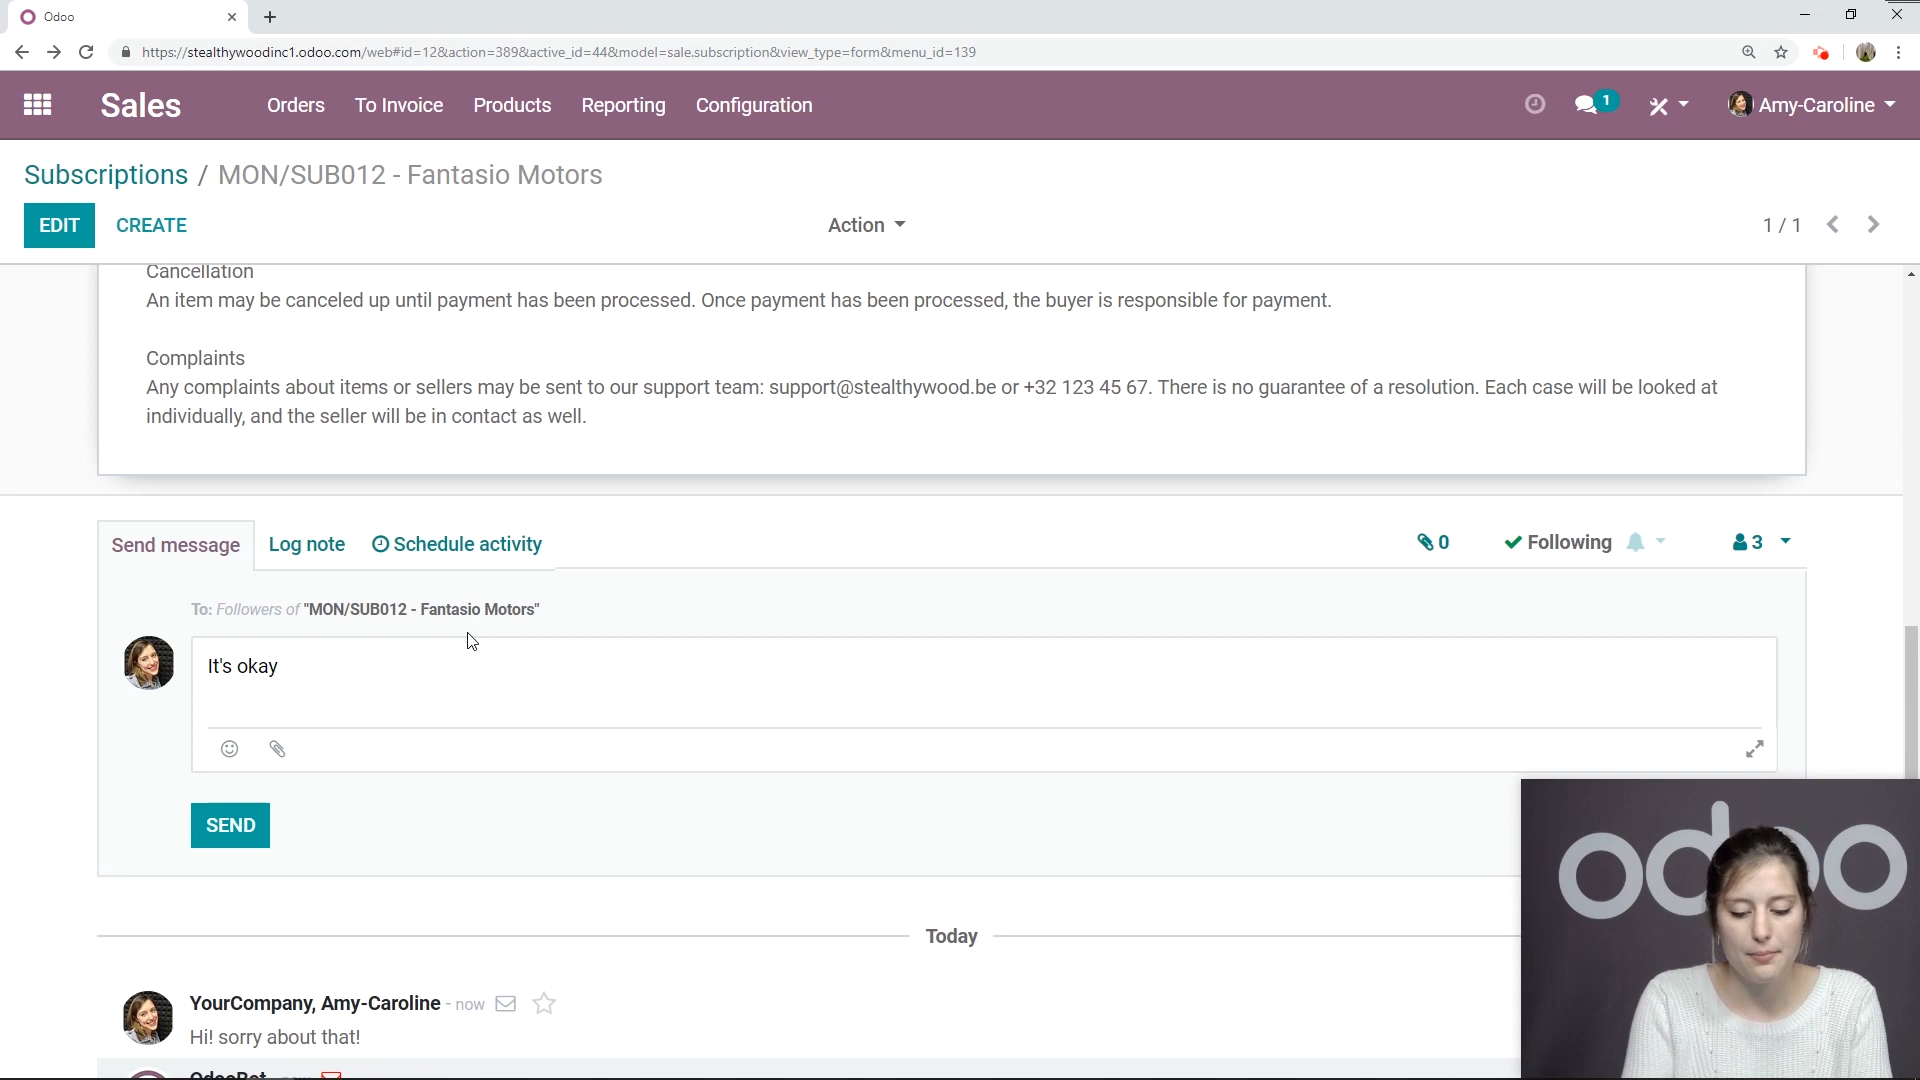 Odoo
https://stealthywoodinc1.odoo.com/web#id=12&action=389&active_id=44&model=sale.subscription&view_type=form&menu_id=139
Sales Orders To Invoice Products Reporting Configuration 1 Amy-Caroline
Subscriptions / MON/SUB012 - Fantasio Motors
EDIT CREATE Action 1 / 1
Cancellation
An item may be canceled up until payment has been processed. Once payment has been processed, the buyer is responsible for payment.
Complaints
Any complaints about items or sellers may be sent to our support team: support@stealthywood.be or +32 123 45 67. There is no guarantee of a resolution. Each case will be looked at
individually, and the seller will be in contact as well.
Send message Log note Schedule activity 0 Following 3
To: Followers of "MON/SUB012 - Fantasio Motors"
It's okay
SEND
odoo
Today
YourCompany, Amy-Caroline - now
Hi! sorry about that!
OdooBot